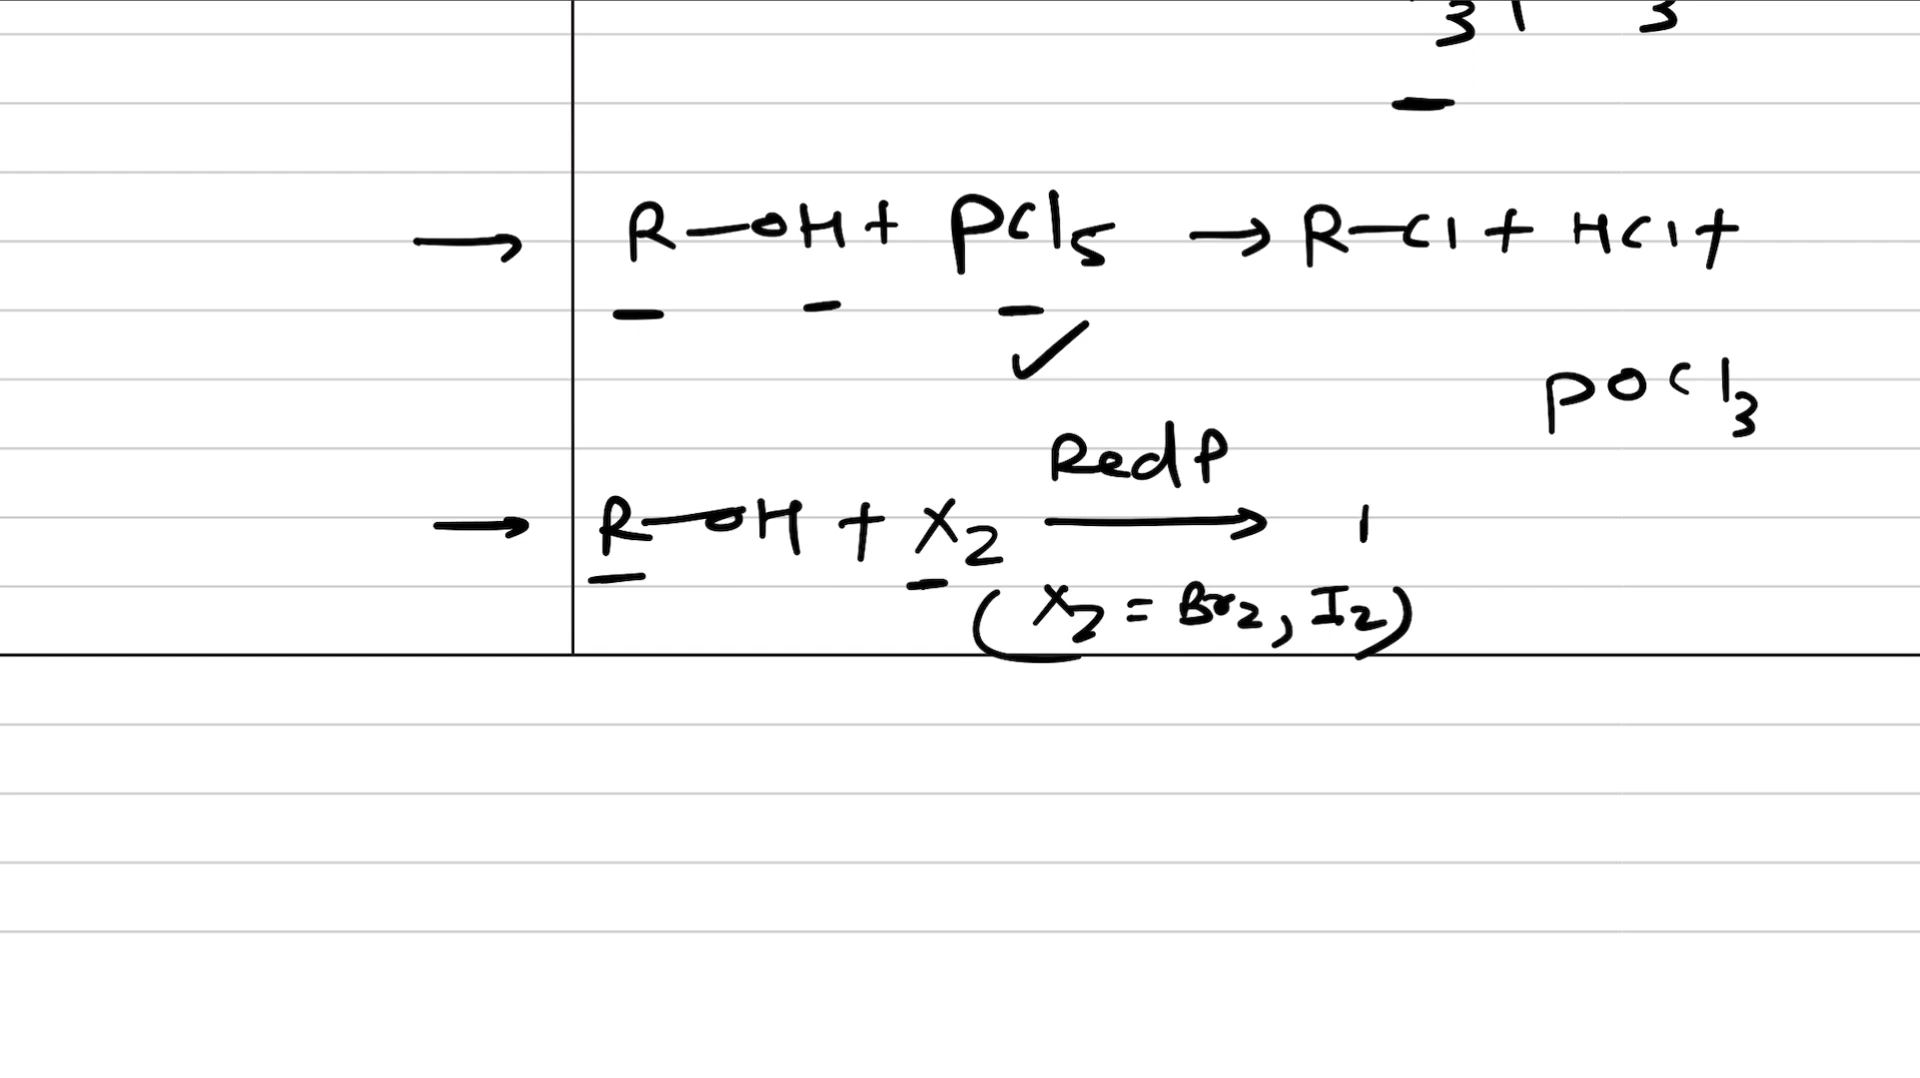 → R-OH + PCl₅ → R-Cl + HCl +
POCl₃
Red P
→ R-OH + X₂ →
(X₂ = Br₂, I₂)